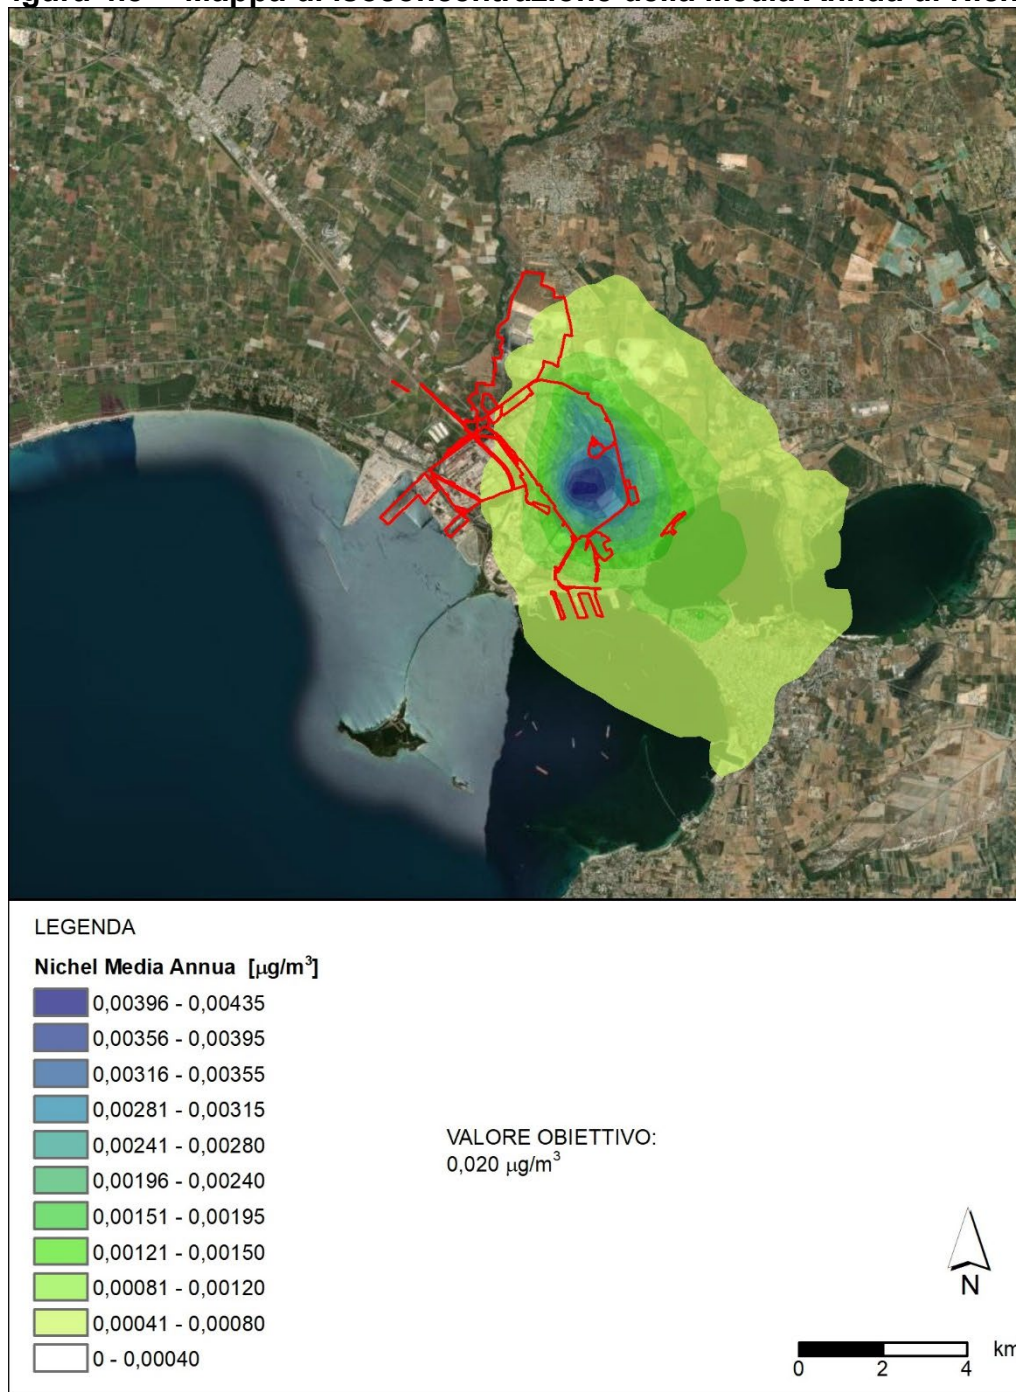 LEGENDA
Nichel Media Annua [µg/m³]
0,00396 - 0,00435
0,00356 - 0,00395
0,00316 - 0,00355
0,00281 - 0,00315
0,00241 - 0,00280
0,00196 - 0,00240
0,00151 - 0,00195
0,00121 - 0,00150
0,00081 - 0,00120
0,00041 - 0,00080
0 - 0,00040
VALORE OBIETTIVO:
0,020 µg/m³
N
km
0 2 4